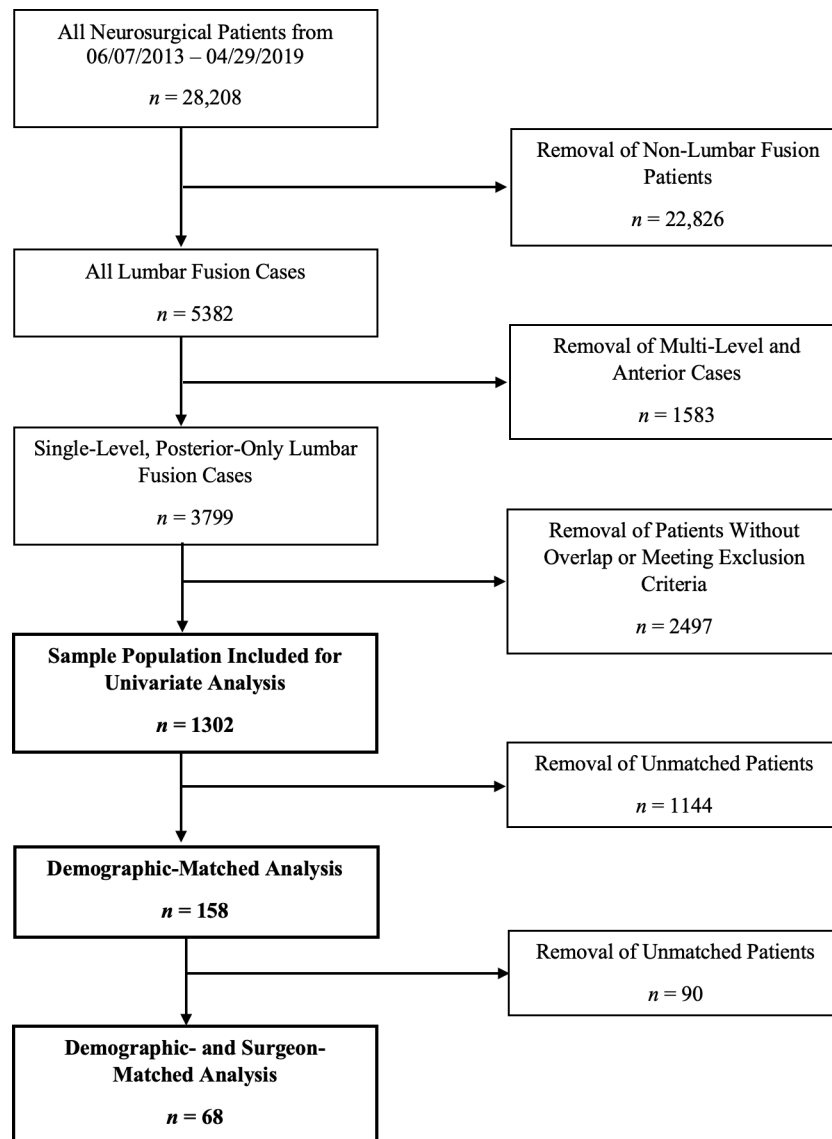 All Neurosurgical Patients from
06/07/2013 – 04/29/2019
n = 28,208
Removal of Non-Lumbar Fusion
Patients
n = 22,826
All Lumbar Fusion Cases
n = 5382
Removal of Multi-Level and
Anterior Cases
n = 1583
Single-Level, Posterior-Only Lumbar
Fusion Cases
n = 3799
Removal of Patients Without
Overlap or Meeting Exclusion
Criteria
n = 2497
Sample Population Included for
Univariate Analysis
n = 1302
Removal of Unmatched Patients
n = 1144
Demographic-Matched Analysis
n = 158
Removal of Unmatched Patients
n = 90
Demographic- and Surgeon-
Matched Analysis
n = 68